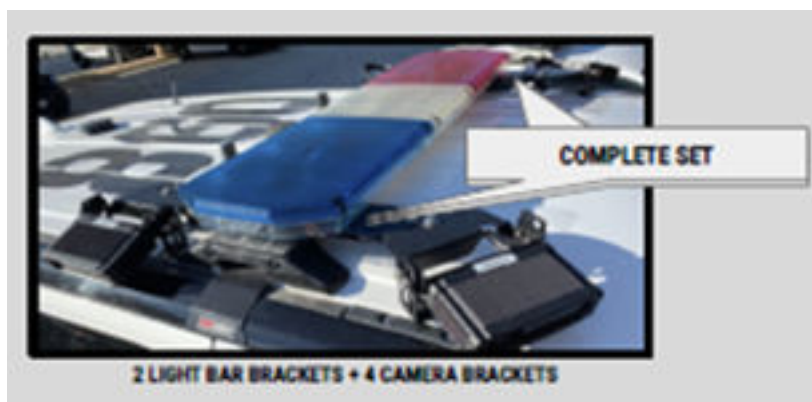 COMPLETE SET
2 LIGHT BAR BRACKETS + 4 CAMERA BRACKETS